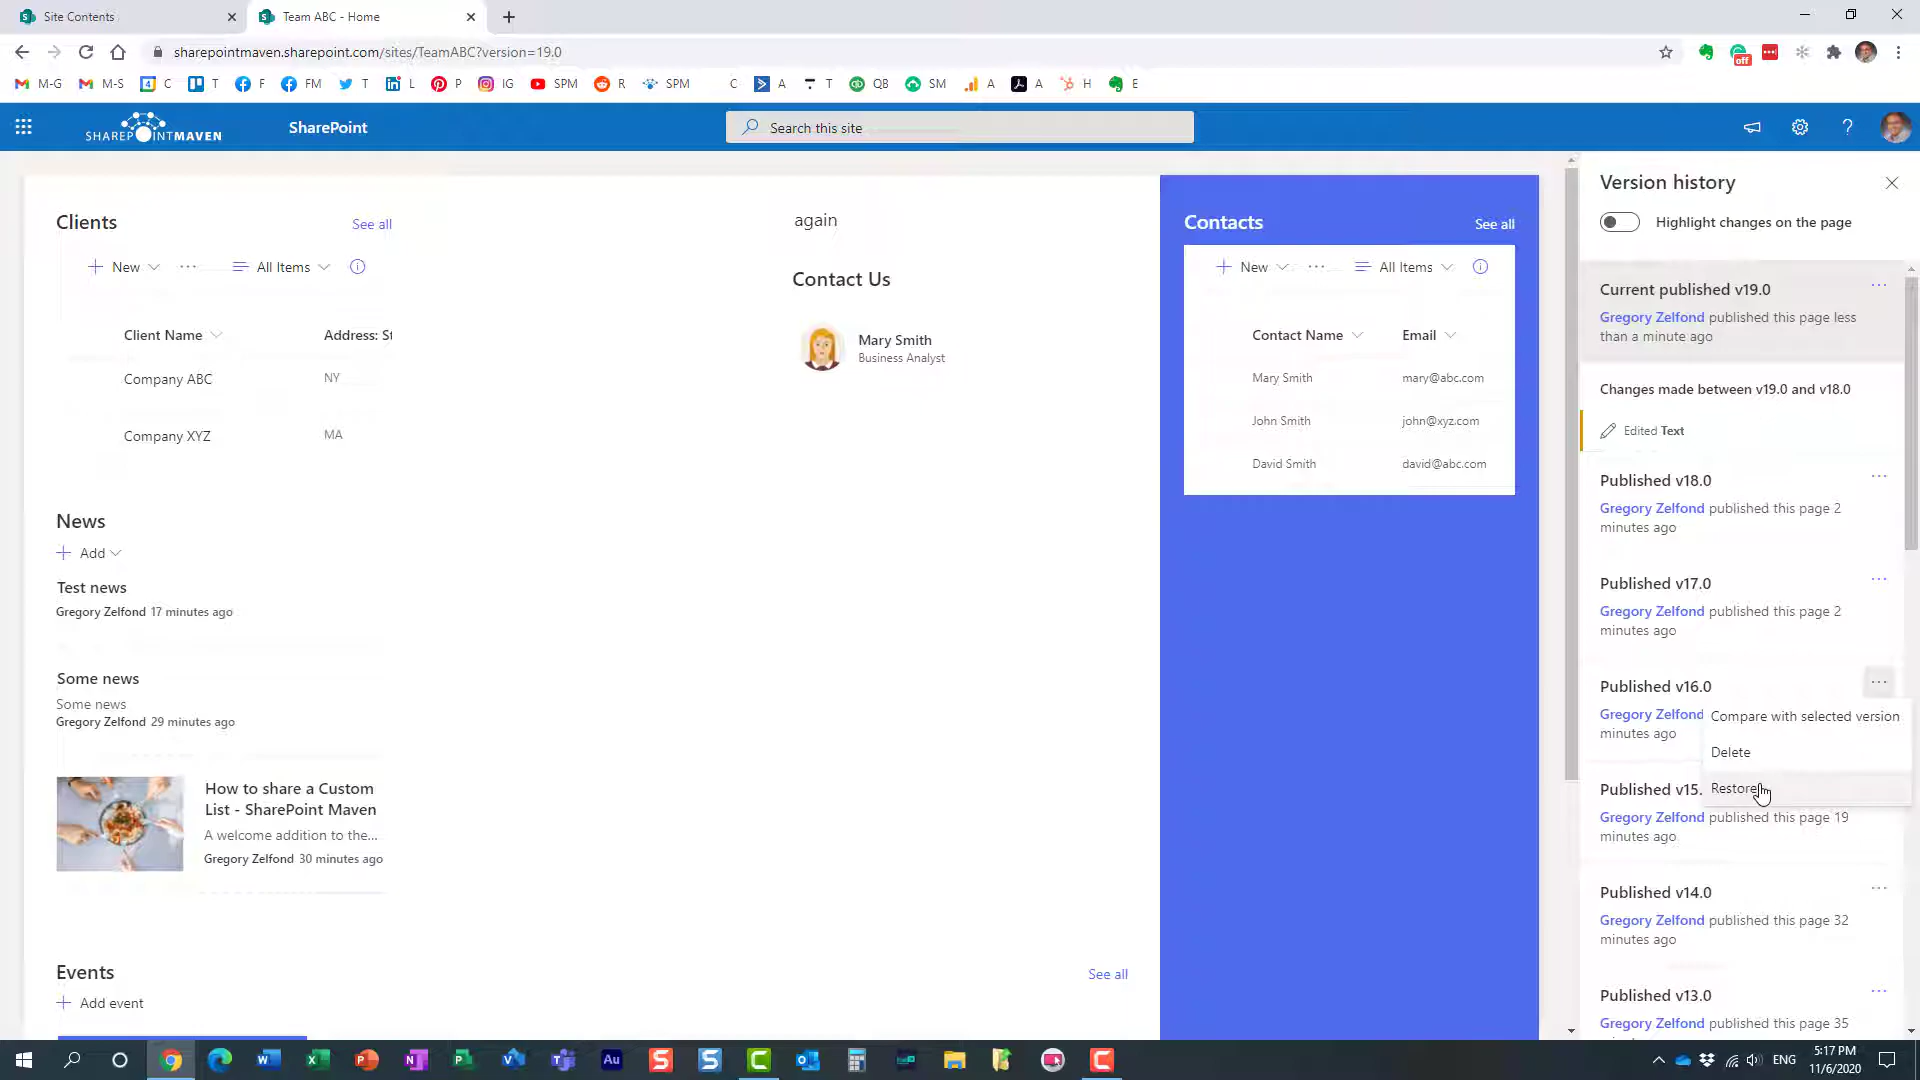 Site Contents
Team ABC - Home
sharepointmaven.sharepoint.com/sites/TeamABC?version=19.0
off
M-G
M-S
C
T
F
FM
T
L
P
IG
SPM
R
SPM
C
A
T
QB
SM
A
A
H
E
SHAREPOINTMAVEN
SharePoint
Search this site
Clients
See all
New
All Items
Client Name
Address: St
Company ABC
NY
Company XYZ
MA
News
Add
Test news
Gregory Zelfond 17 minutes ago
Some news
Some news
Gregory Zelfond 29 minutes ago
How to share a Custom
List - SharePoint Maven
A welcome addition to the...
Gregory Zelfond 30 minutes ago
Events
See all
Add event
again
Contact Us
Mary Smith
Business Analyst
Contacts
See all
New
All Items
Contact Name
Email
Mary Smith
mary@abc.com
John Smith
john@xyz.com
David Smith
david@abc.com
Version history
Highlight changes on the page
Current published v19.0
Gregory Zelfond published this page less
than a minute ago
Changes made between v19.0 and v18.0
Edited Text
Published v18.0
Gregory Zelfond published this page 2
minutes ago
Published v17.0
Gregory Zelfond published this page 2
minutes ago
Published v16.0
Gregory Zelfond
minutes ago
Compare with selected version
Delete
Restore
Published v15.
Gregory Zelfond published this page 19
minutes ago
Published v14.0
Gregory Zelfond published this page 32
minutes ago
Published v13.0
Gregory Zelfond published this page 35
ENG
5:17 PM
11/6/2020